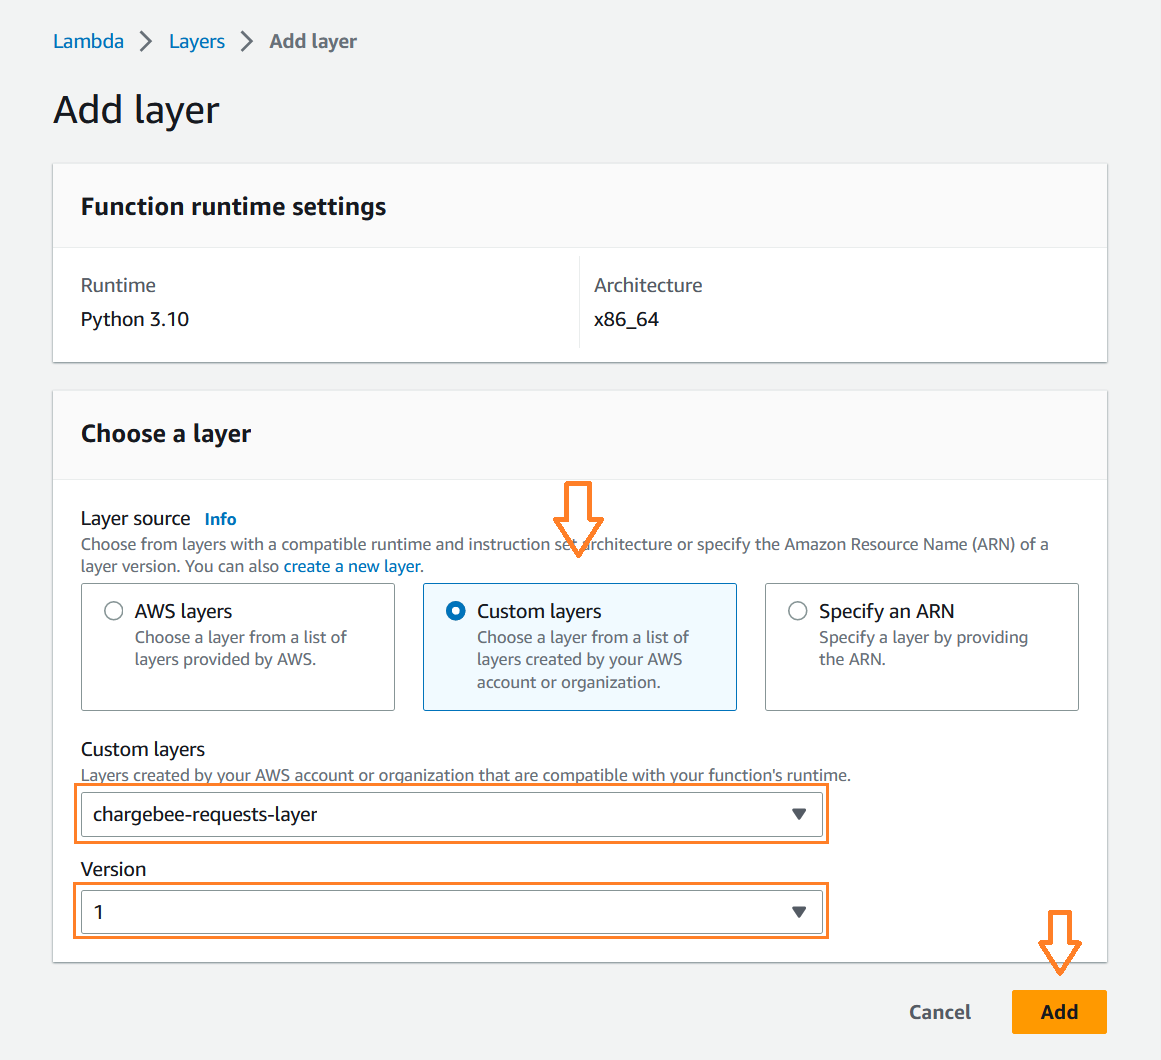 Lambda > Layers > Add layer
Add layer
Function runtime settings
Runtime
Python 3.10
Architecture
x86_64
Choose a layer
Layer source Info
Choose from layers with a compatible runtime and instruction set architecture or specify the Amazon Resource Name (ARN) of a
layer version. You can also create a new layer.
AWS layers
Choose a layer from a list of
layers provided by AWS.
Custom layers
Choose a layer from a list of
layers created by your AWS
account or organization.
Specify an ARN
Specify a layer by providing
the ARN.
Custom layers
Layers created by your AWS account or organization that are compatible with your function's runtime.
chargebee-requests-layer
Version
1
Cancel
Add